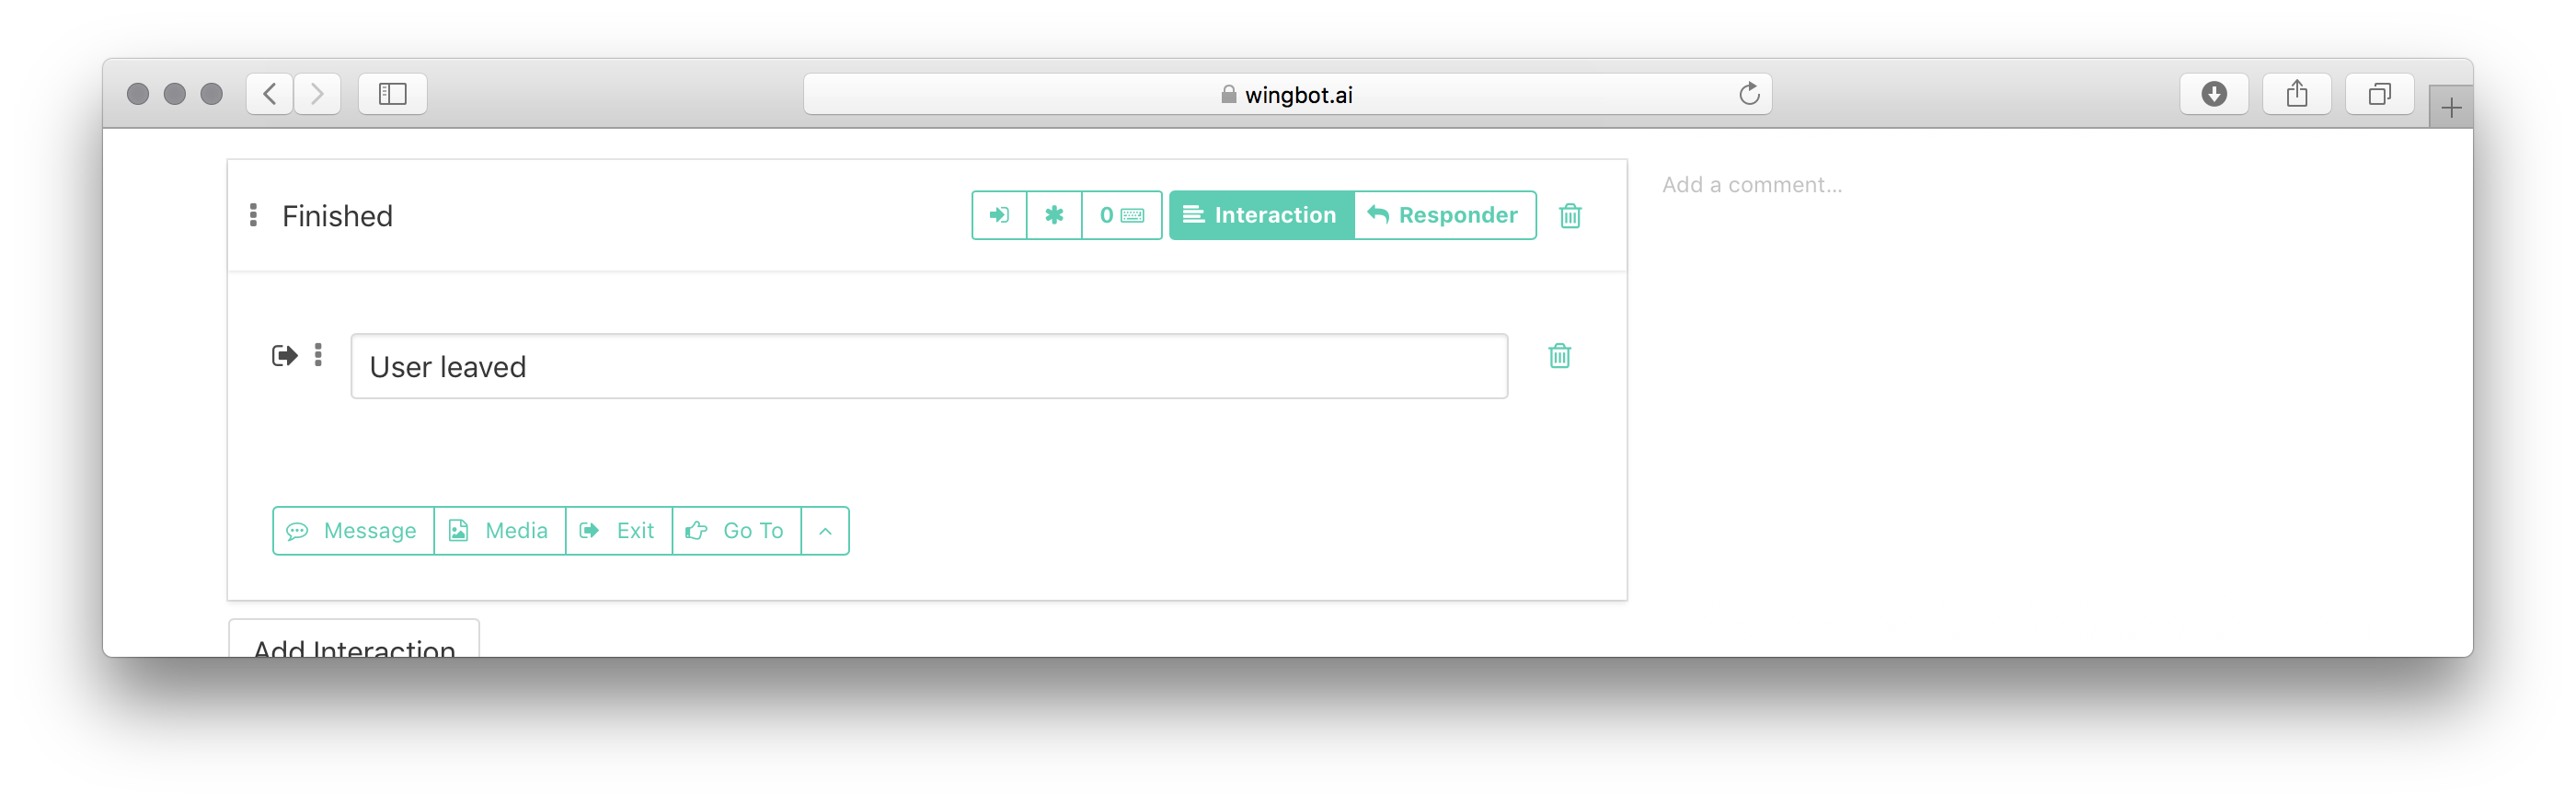 wingbot.ai
Finished
0
Interaction
Responder
Add a comment...
User leaved
Message
Media
Exit
Go To
Add Interaction